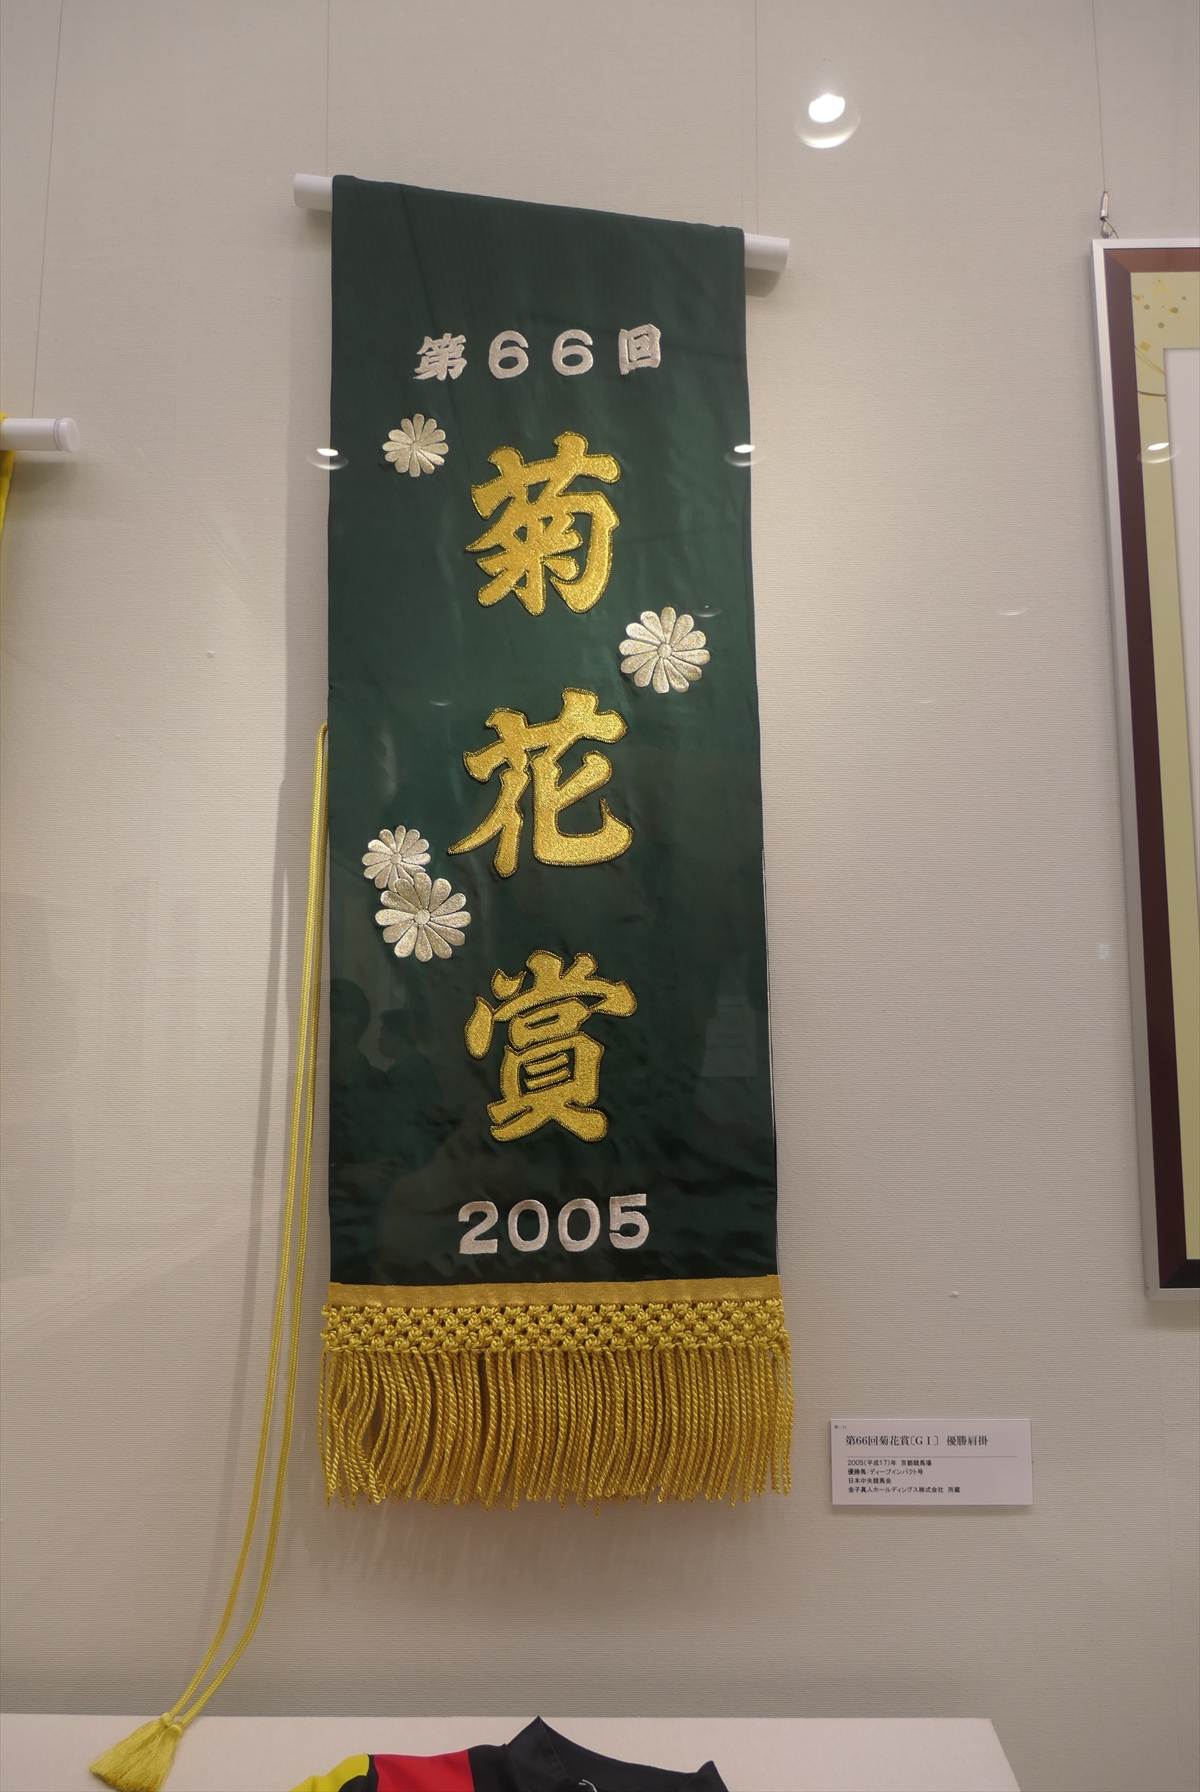 第66回
菊花賞
2005
第66回菊花賞〔GⅠ〕 優勝肩掛
2005(平成17)年 京都競馬場
優勝馬:ディープインパクト号
日本中央競馬会
金子真人ホールディングス株式会社 所蔵